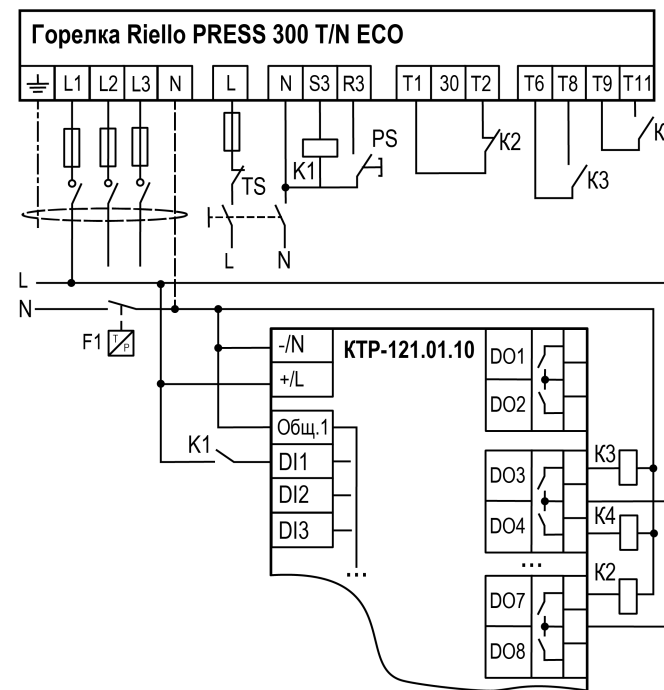 Горелка Riello PRESS 300 T/N ECO
L1 L2 L3 N L N S3 R3 T1 30 T2 T6 T8 T9 T11
PS K2 K
TS K1 K3
L N
L
N
F1 T P
-/N КТР-121.01.10 DO1
+/L
DO2
Общ.1
K1 DI1 DO3 K3
DI2
DI3 DO4 K4
... ...
DO7 K2
DO8